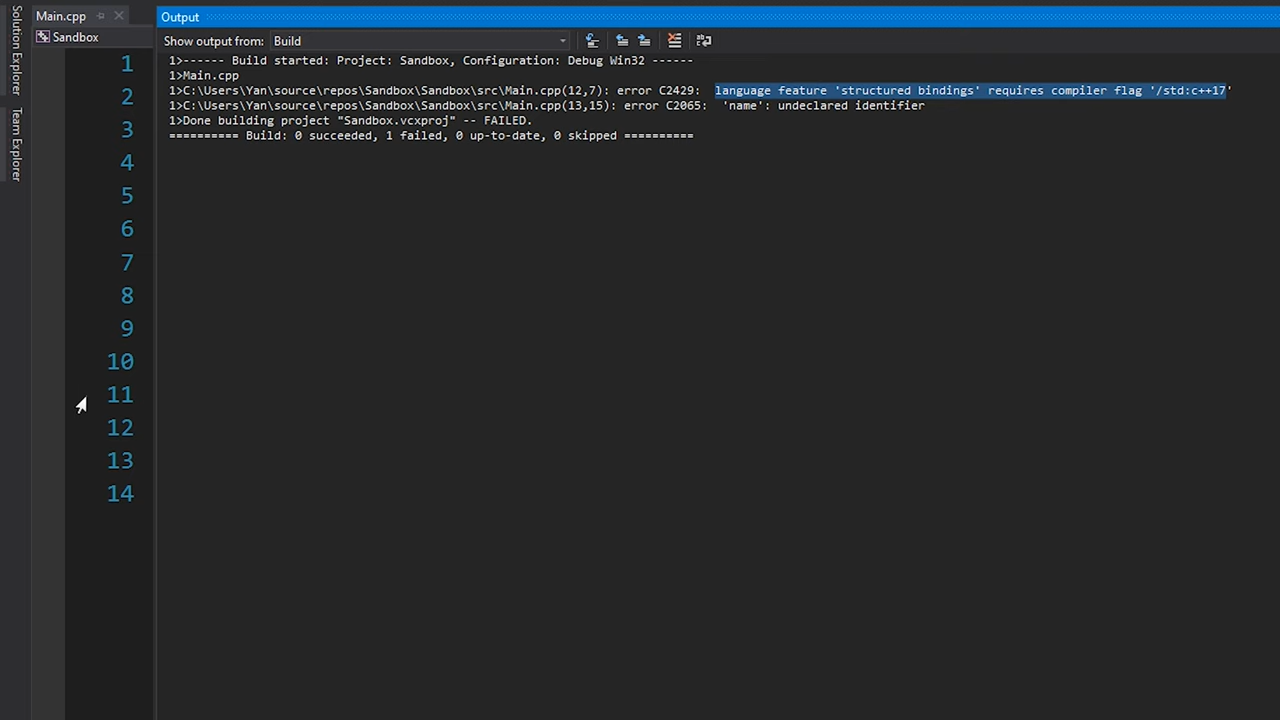 Solution Explorer
Team Explorer
Main.cpp
Sandbox
Output
Show output from: Build
1>------ Build started: Project: Sandbox, Configuration: Debug Win32 ------
1>Main.cpp
1>C:\Users\Yan\source\repos\Sandbox\Sandbox\src\Main.cpp(12,7): error C2429:  language feature 'structured bindings' requires compiler flag '/std:c++17'
1>C:\Users\Yan\source\repos\Sandbox\Sandbox\src\Main.cpp(13,15): error C2065:  'name': undeclared identifier
1>Done building project "Sandbox.vcxproj" -- FAILED.
========== Build: 0 succeeded, 1 failed, 0 up-to-date, 0 skipped ==========
1
2
3
4
5
6
7
8
9
10
11
12
13
14